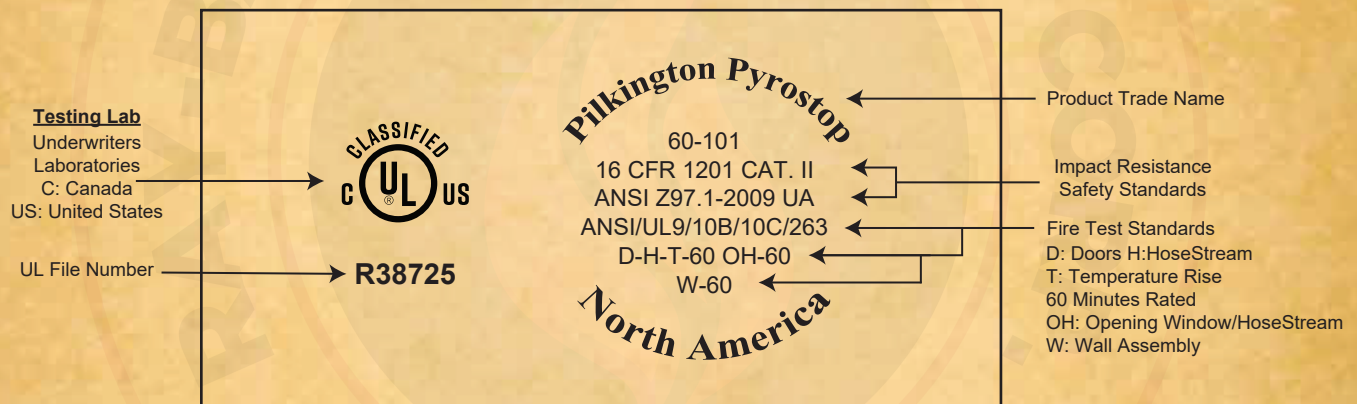 Testing Lab
Underwriters
Laboratories
C: Canada
US: United States
UL File Number
CLASSIFIED
C UL ® US
R38725
Pilkington Pyrostop
60-101
16 CFR 1201 CAT. II
ANSI Z97.1-2009 UA
ANSI/UL9/10B/10C/263
D-H-T-60 OH-60
W-60
North America
Product Trade Name
Impact Resistance
Safety Standards
Fire Test Standards
D: Doors H:HoseStream
T: Temperature Rise
60 Minutes Rated
OH: Opening Window/HoseStream
W: Wall Assembly